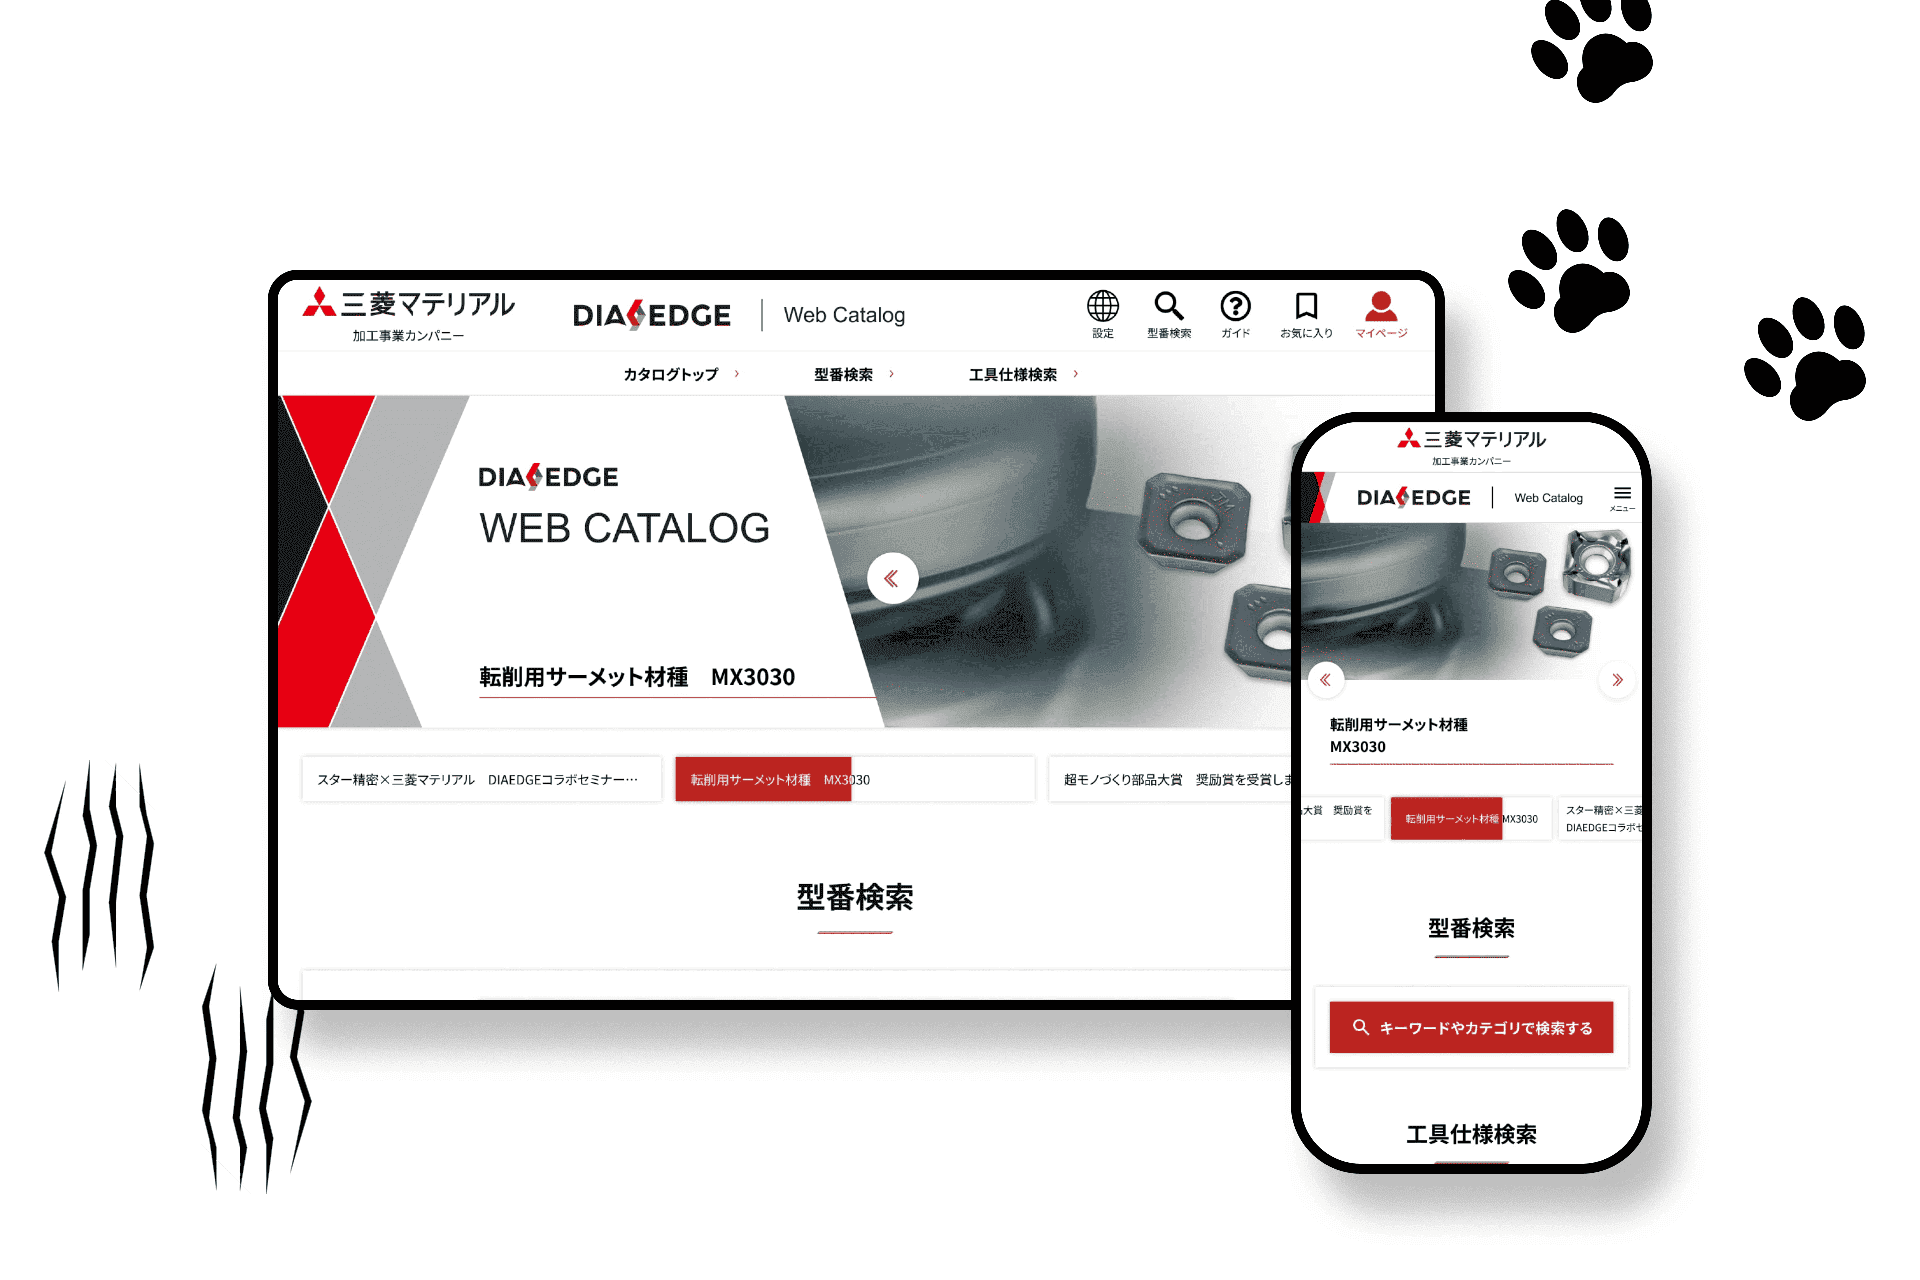 三菱マテリアル
加工事業カンパニー
DIAEDGE
Web Catalog
設定
型番検索
ガイド
お気に入り
マイページ
カタログトップ
型番検索
工具仕様検索
DIAEDGE
WEB CATALOG
転削用サーメット材種　MX3030
スター精密×三菱マテリアル　DIAEDGEコラボセミナー…
転削用サーメット材種　MX3030
超モノづくり部品大賞　奨励賞を受賞しま
型番検索
三菱マテリアル
加工事業カンパニー
DIAEDGE
Web Catalog
メニュー
転削用サーメット材種
MX3030
大賞　奨励賞を
転削用サーメット材種 MX3030
スター精密×三菱
DIAEDGEコラボセ
型番検索
キーワードやカテゴリで検索する
工具仕様検索